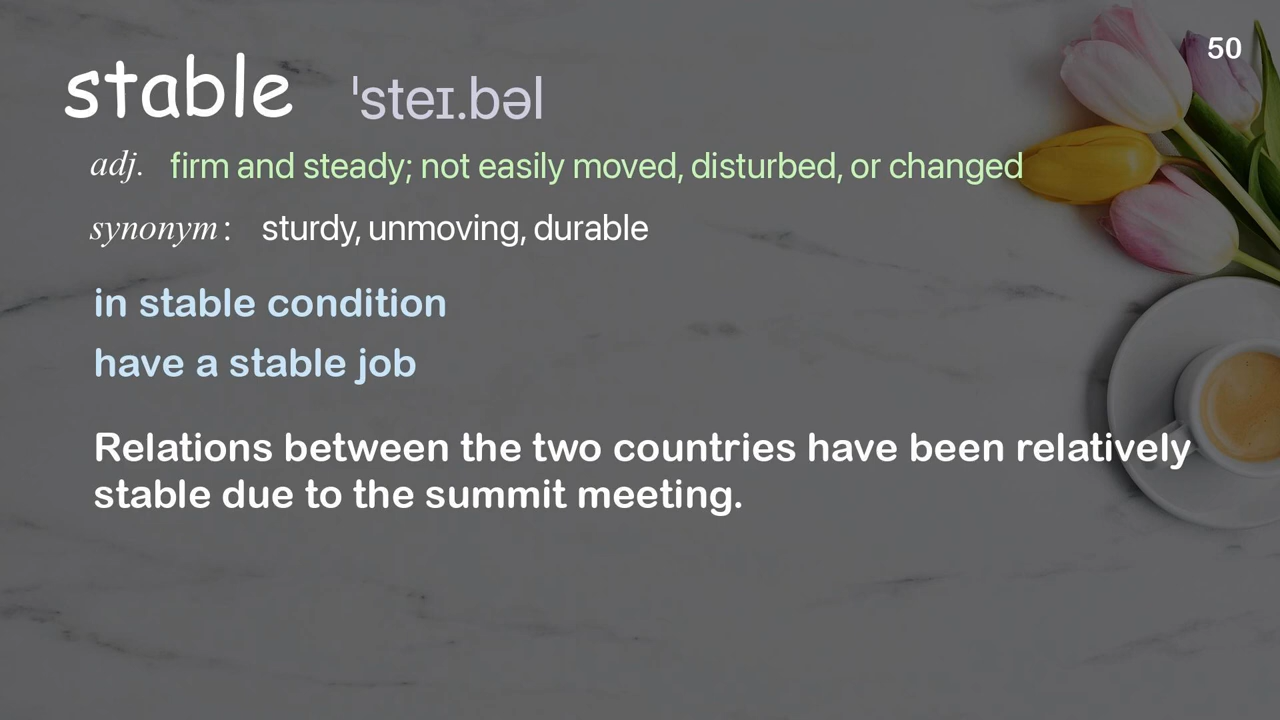 50
stable ˈsteɪ.bəl
adj. firm and steady; not easily moved, disturbed, or changed
synonym: sturdy, unmoving, durable
in stable condition
have a stable job
Relations between the two countries have been relatively
stable due to the summit meeting.